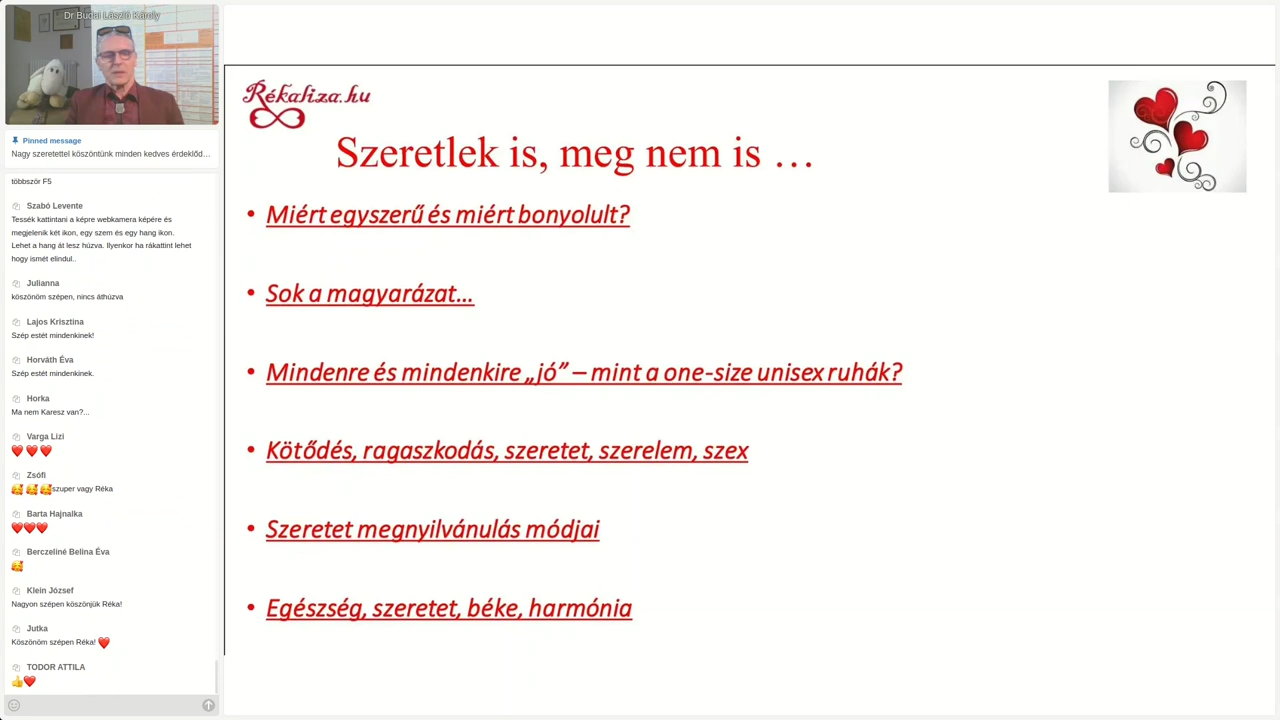 Dr Budai László Károly
Pinned message
Nagy szeretettel köszöntünk minden kedves érdeklőd…
többször F5
Szabó Levente
Tessék kattintani a képre webkamera képére és
megjelenik két ikon, egy szem és egy hang ikon.
Lehet a hang át lesz húzva. Ilyenkor ha rákattint lehet
hogy ismét elindul..
Julianna
köszönöm szépen, nincs áthúzva
Lajos Krisztina
Szép estét mindenkinek!
Horváth Éva
Szép estét mindenkinek.
Horka
Ma nem Karesz van?...
Varga Lizi
❤️ ❤️ ❤️
Zsófi
🥰 🥰 🥰szuper vagy Réka
Barta Hajnalka
❤️❤️❤️
Berczeliné Belina Éva
🥰
Klein József
Nagyon szépen köszönjük Réka!
Jutka
Köszönöm szépen Réka! ❤️
TODOR ATTILA
👍❤️
Rékaliza.hu
Szeretlek is, meg nem is …
• Miért egyszerű és miért bonyolult?
• Sok a magyarázat…
• Mindenre és mindenkire „jó” – mint a one-size unisex ruhák?
• Kötődés, ragaszkodás, szeretet, szerelem, szex
• Szeretet megnyilvánulás módjai
• Egészség, szeretet, béke, harmónia